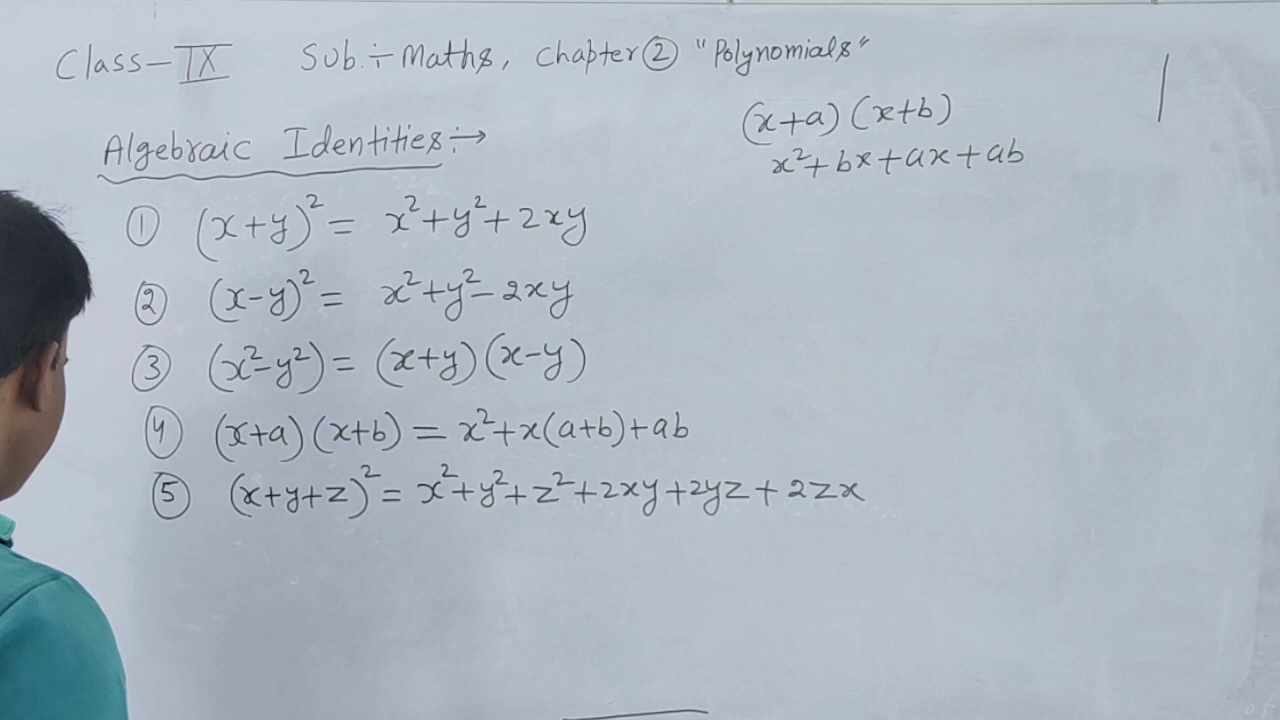 Class-IX Sub.÷Maths, Chapter ② "Polynomials"
(x+a)(x+b)
x²+bx+ax+ab
Algebraic Identities÷→
① (x+y)² = x²+y²+2xy
② (x-y)² = x²+y²-2xy
③ (x²-y²) = (x+y)(x-y)
④ (x+a)(x+b) = x²+x(a+b)+ab
⑤ (x+y+z)² = x²+y²+z²+2xy+2yz+2zx